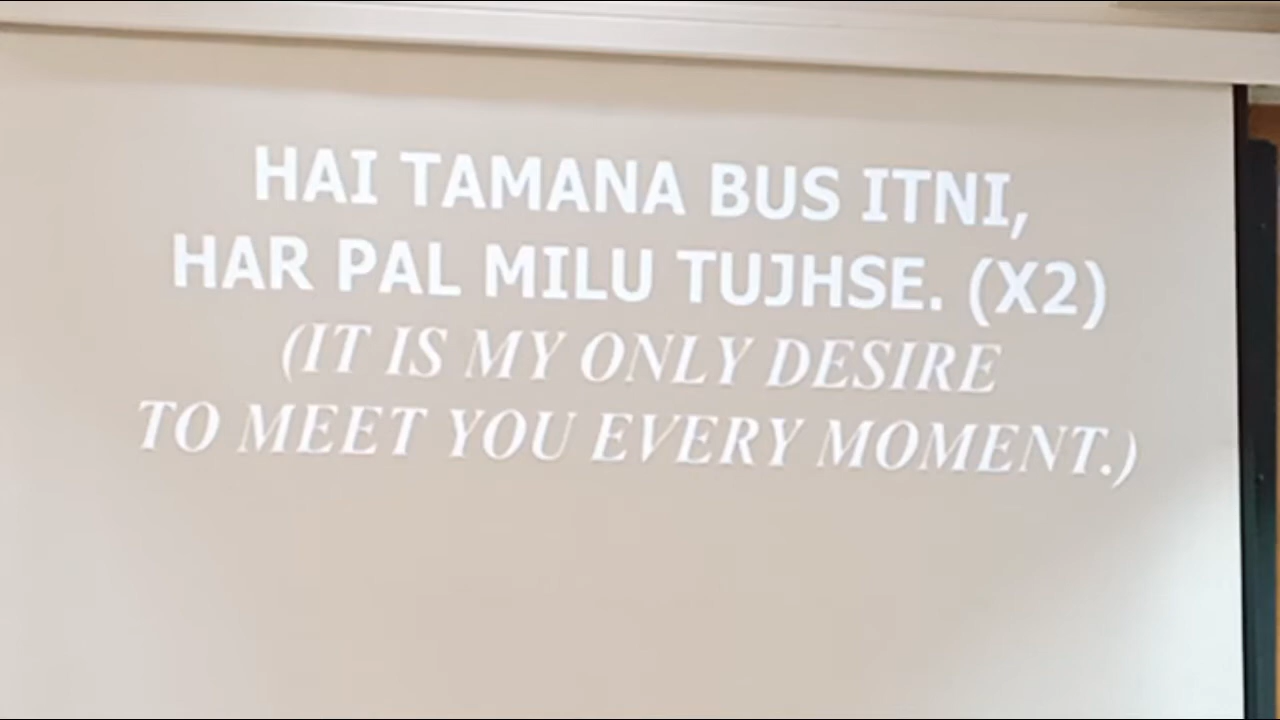 HAI TAMANA BUS ITNI,
HAR PAL MILU TUJHSE. (X2)
(IT IS MY ONLY DESIRE
TO MEET YOU EVERY MOMENT.)